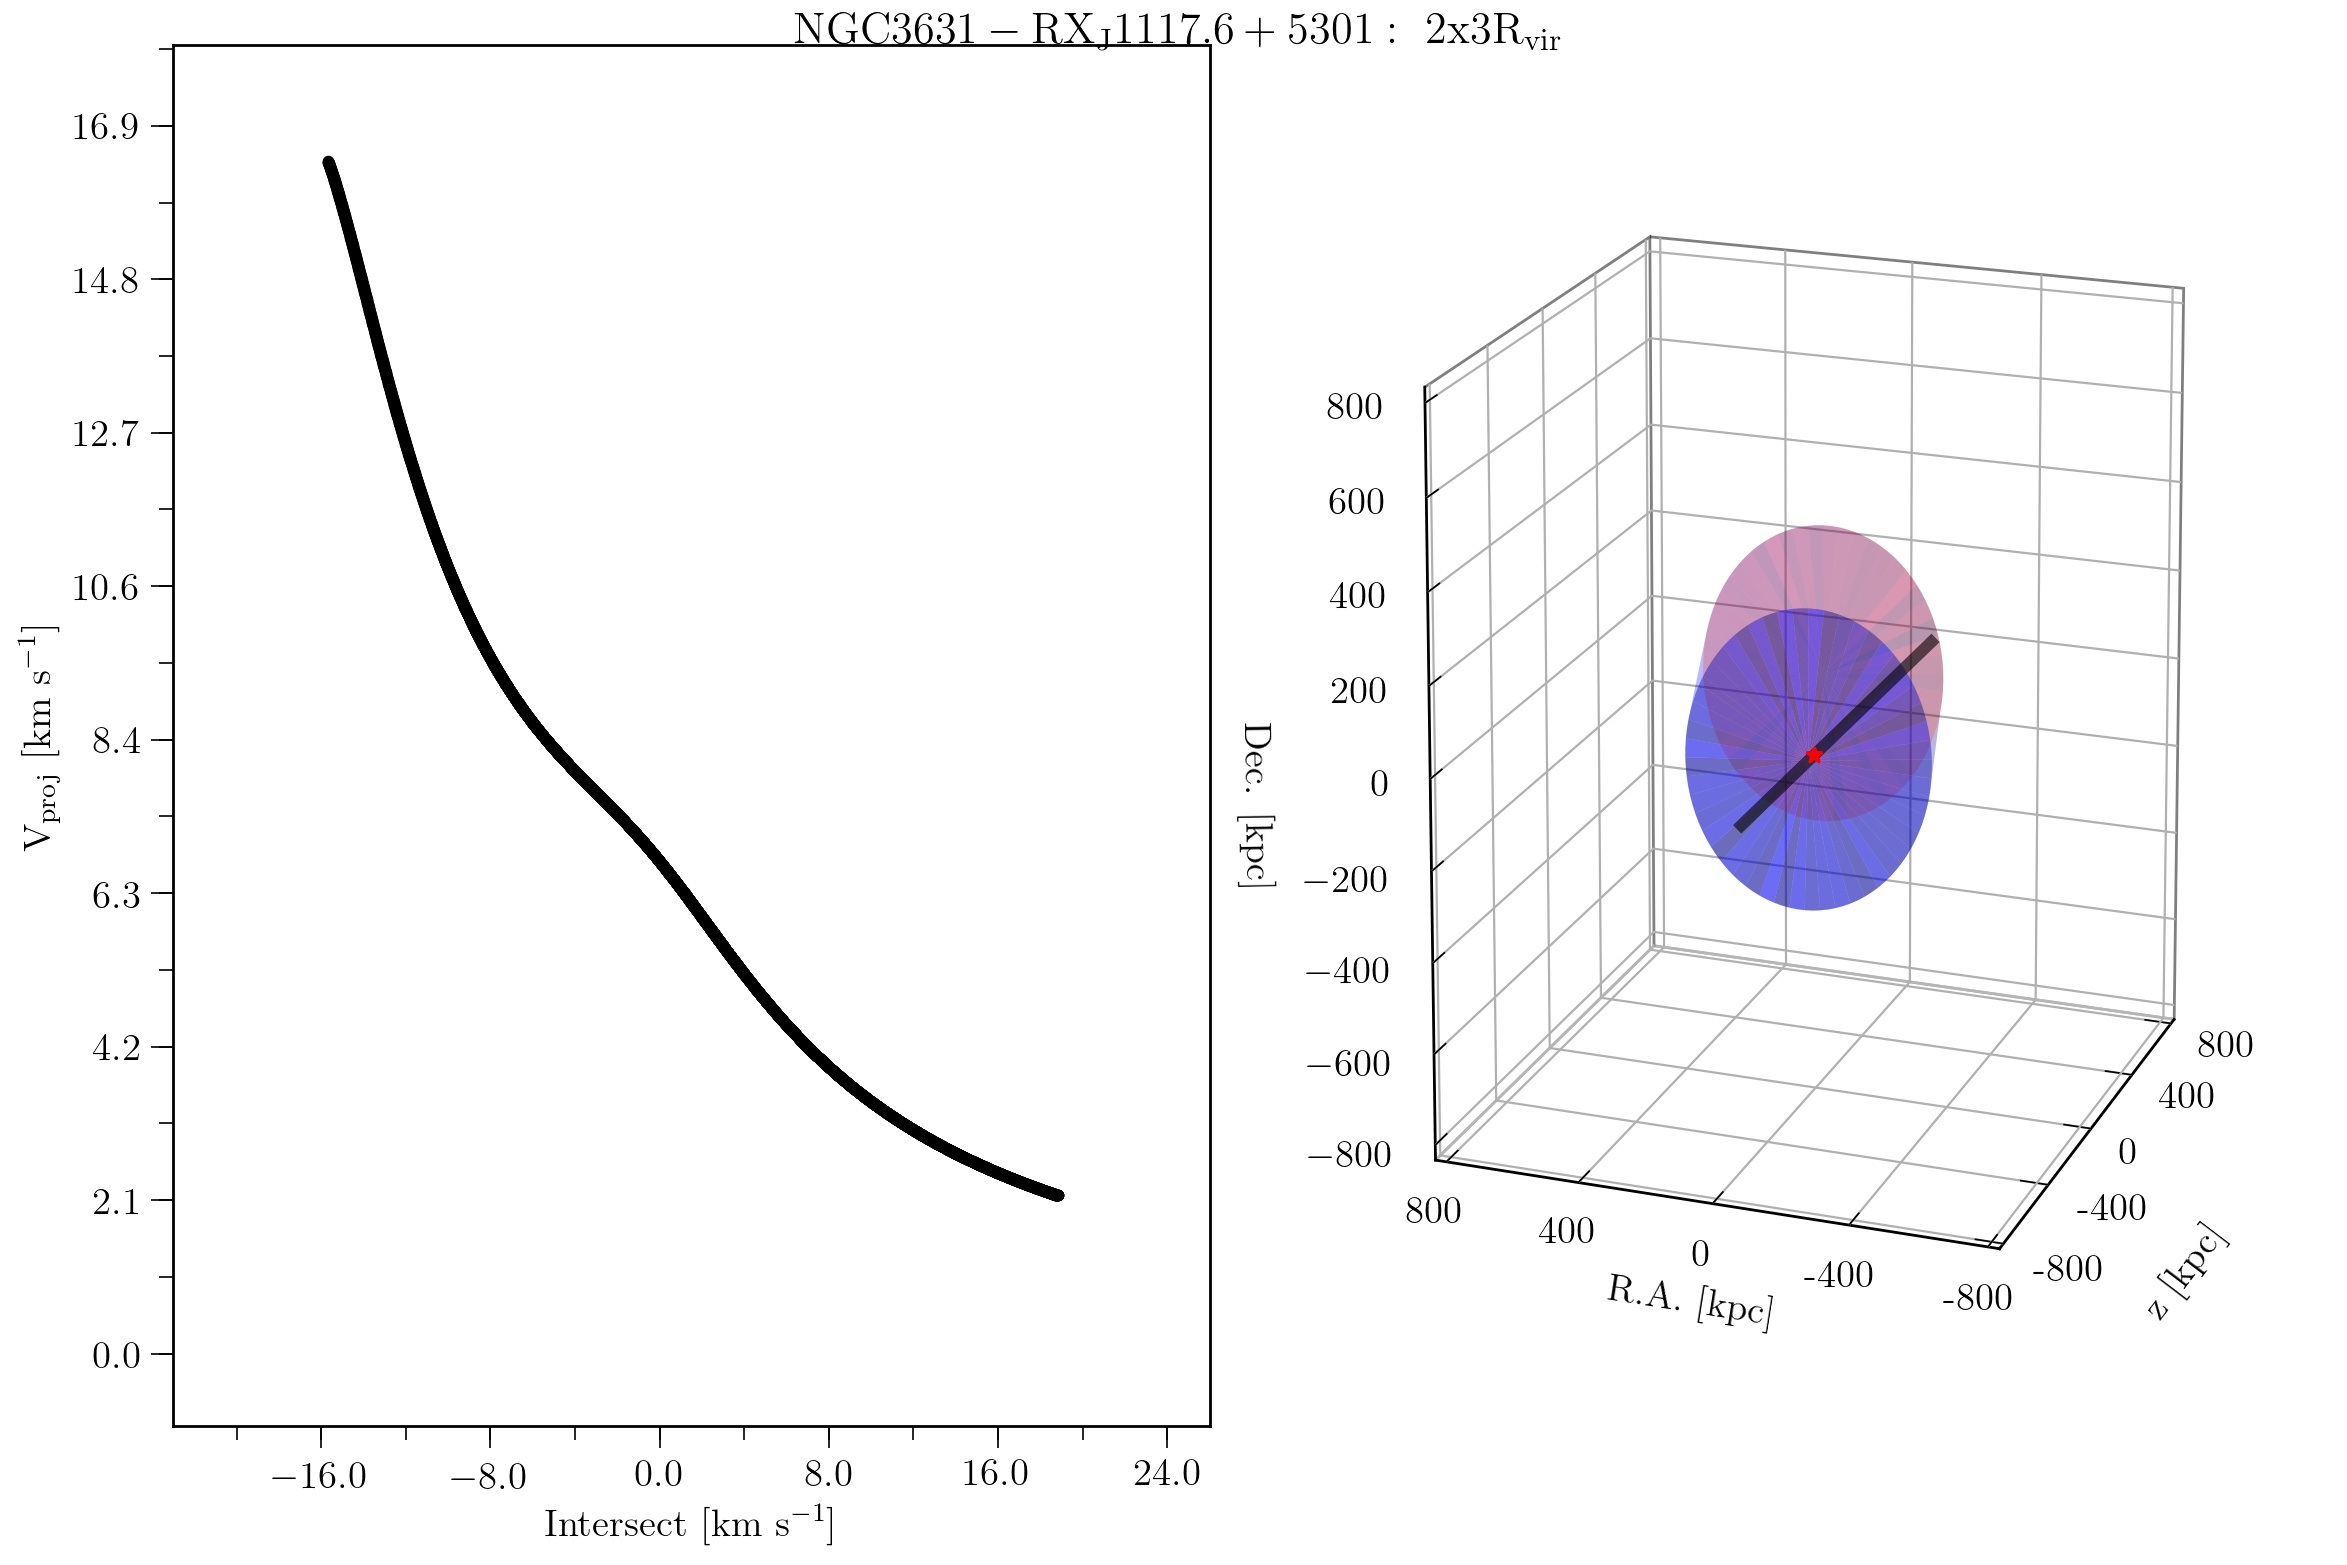 NGC3631 − RX_J1117.6 + 5301 : 2x3R_vir
16.9
14.8
12.7
10.6
8.4
6.3
4.2
2.1
0.0
V_proj [km s^−1]
−16.0 −8.0 0.0 8.0 16.0 24.0
Intersect [km s^−1]
800
600
400
200
0
−200
−400
−600
−800
Dec. [kpc]
800 400 0 -400 -800
R.A. [kpc]
800
400
0
-400
-800
z [kpc]